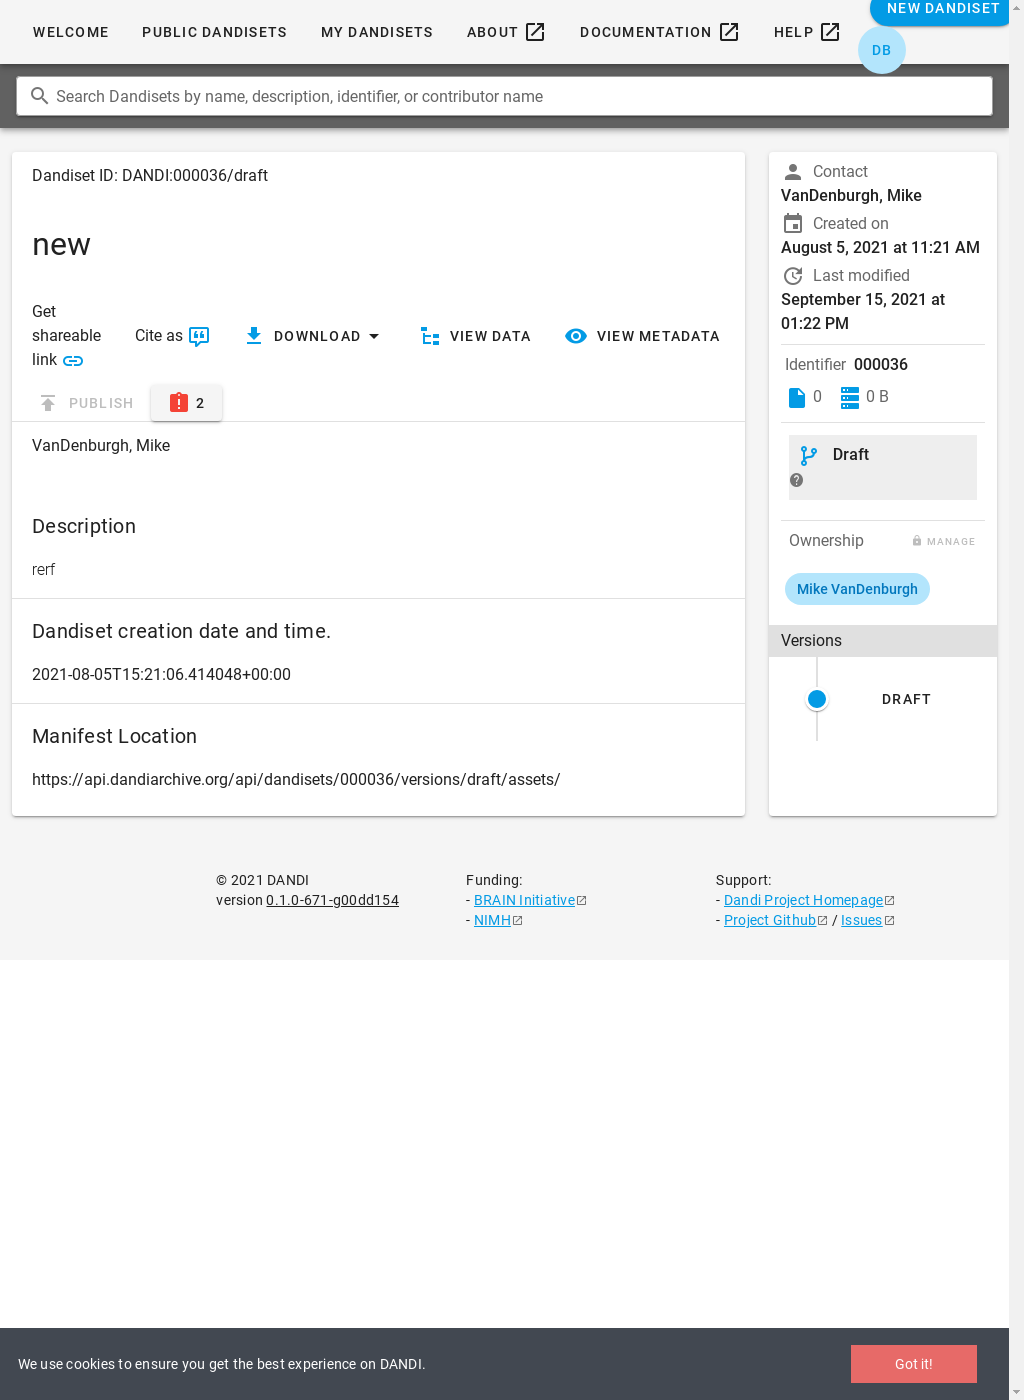 WELCOME
PUBLIC DANDISETS
MY DANDISETS
ABOUT
DOCUMENTATION
HELP
NEW DANDISET
DB
Search Dandisets by name, description, identifier, or contributor name
Dandiset ID: DANDI:000036/draft
new
Get
shareable
link
Cite as
DOWNLOAD
VIEW DATA
VIEW METADATA
PUBLISH
2
VanDenburgh, Mike
Description
rerf
Dandiset creation date and time.
2021-08-05T15:21:06.414048+00:00
Manifest Location
https://api.dandiarchive.org/api/dandisets/000036/versions/draft/assets/
Contact
VanDenburgh, Mike
Created on
August 5, 2021 at 11:21 AM
Last modified
September 15, 2021 at
01:22 PM
Identifier 000036
0
0 B
Draft
Ownership
MANAGE
Mike VanDenburgh
Versions
DRAFT
© 2021 DANDI
version 0.1.0-671-g00dd154
Funding:
- BRAIN Initiative
- NIMH
Support:
- Dandi Project Homepage
- Project Github / Issues
We use cookies to ensure you get the best experience on DANDI.
Got it!